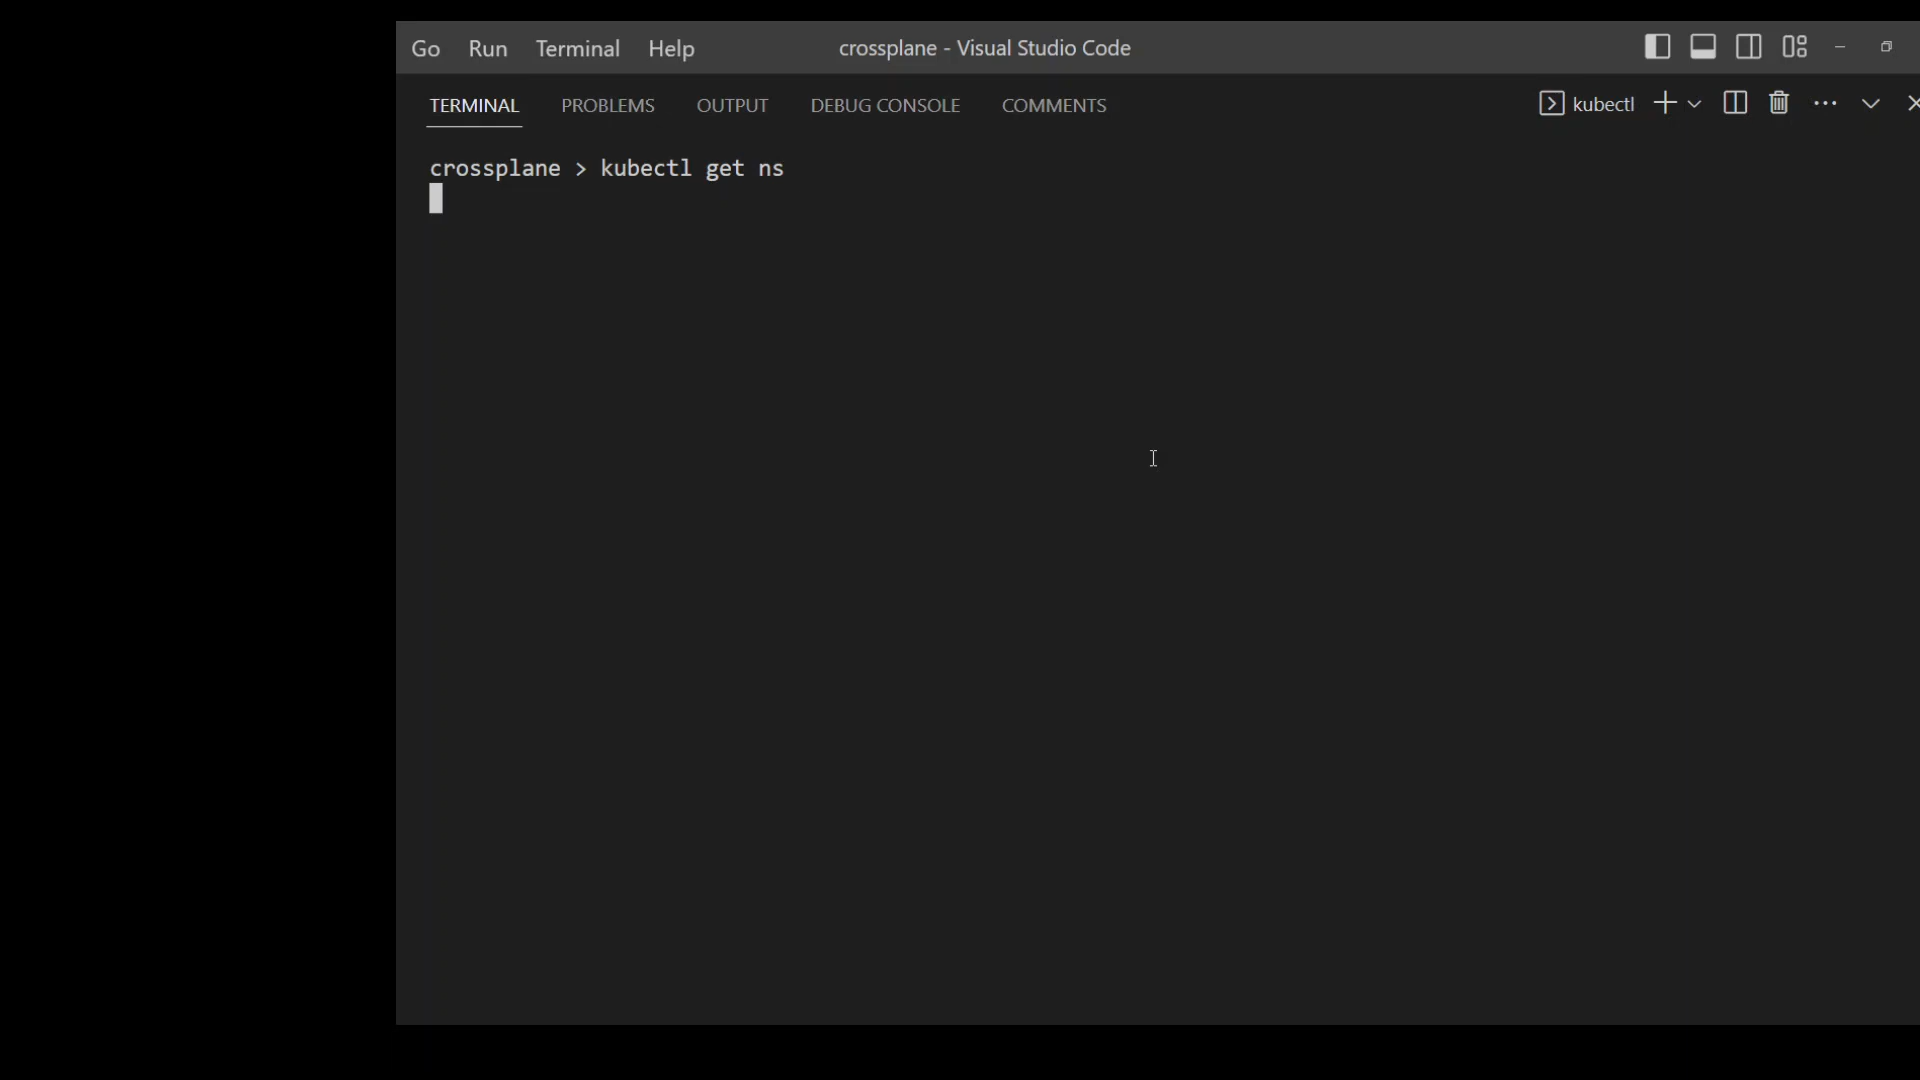 Go Run Terminal Help crossplane - Visual Studio Code
TERMINAL PROBLEMS OUTPUT DEBUG CONSOLE COMMENTS kubectl
crossplane > kubectl get ns